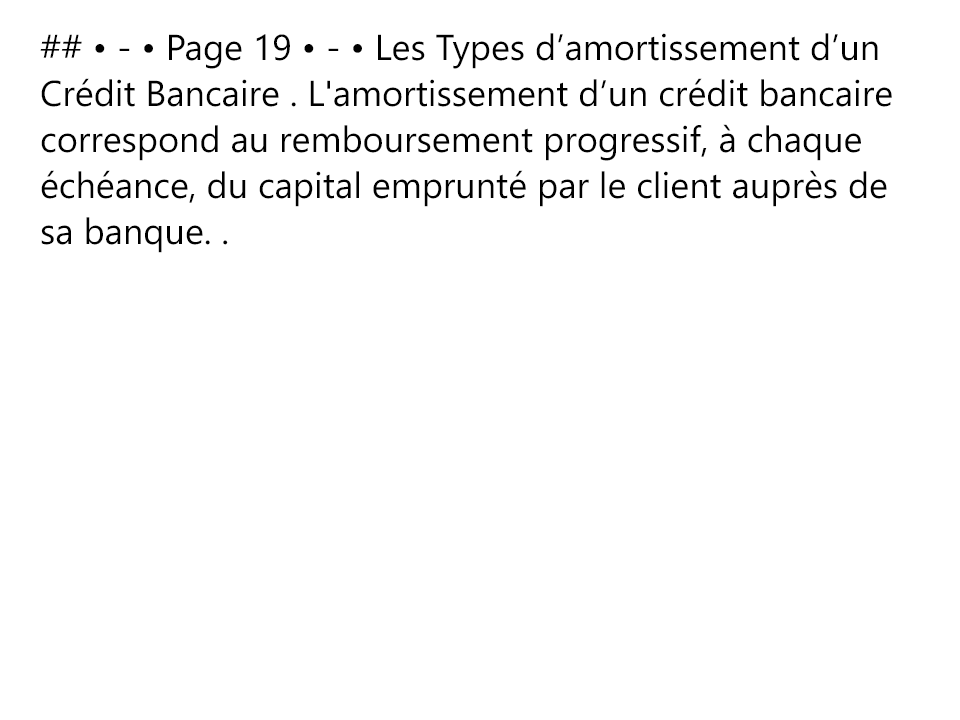 ## • - • Page 19 • - • Les Types d’amortissement d’un
Crédit Bancaire . L'amortissement d’un crédit bancaire
correspond au remboursement progressif, à chaque
échéance, du capital emprunté par le client auprès de
sa banque. .